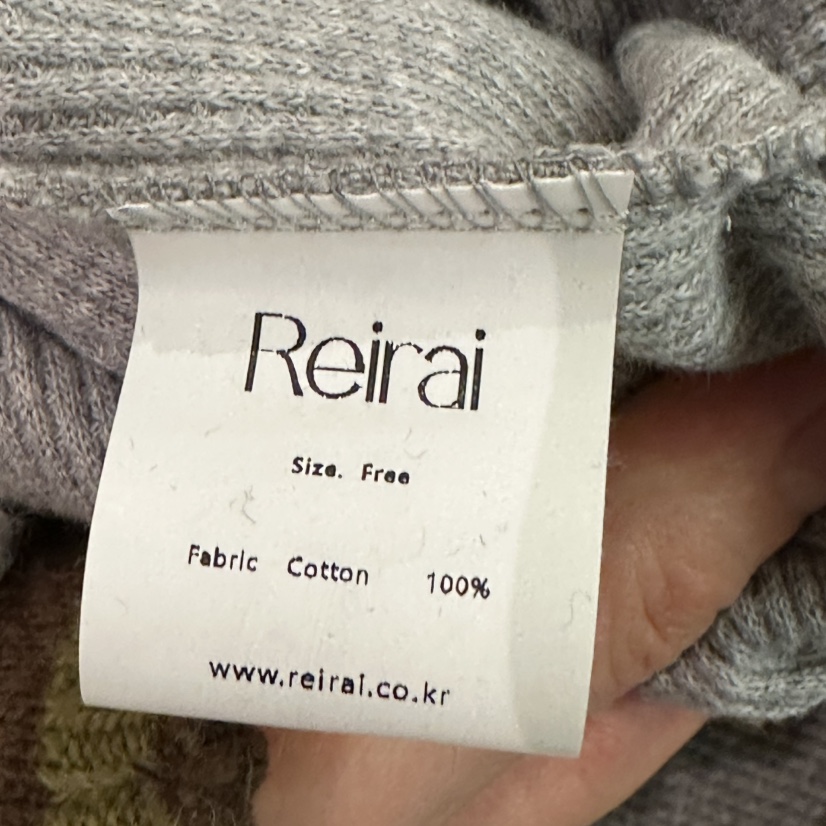 Reirai
Size. Free
Fabric Cotton 100%
www.reirai.co.kr